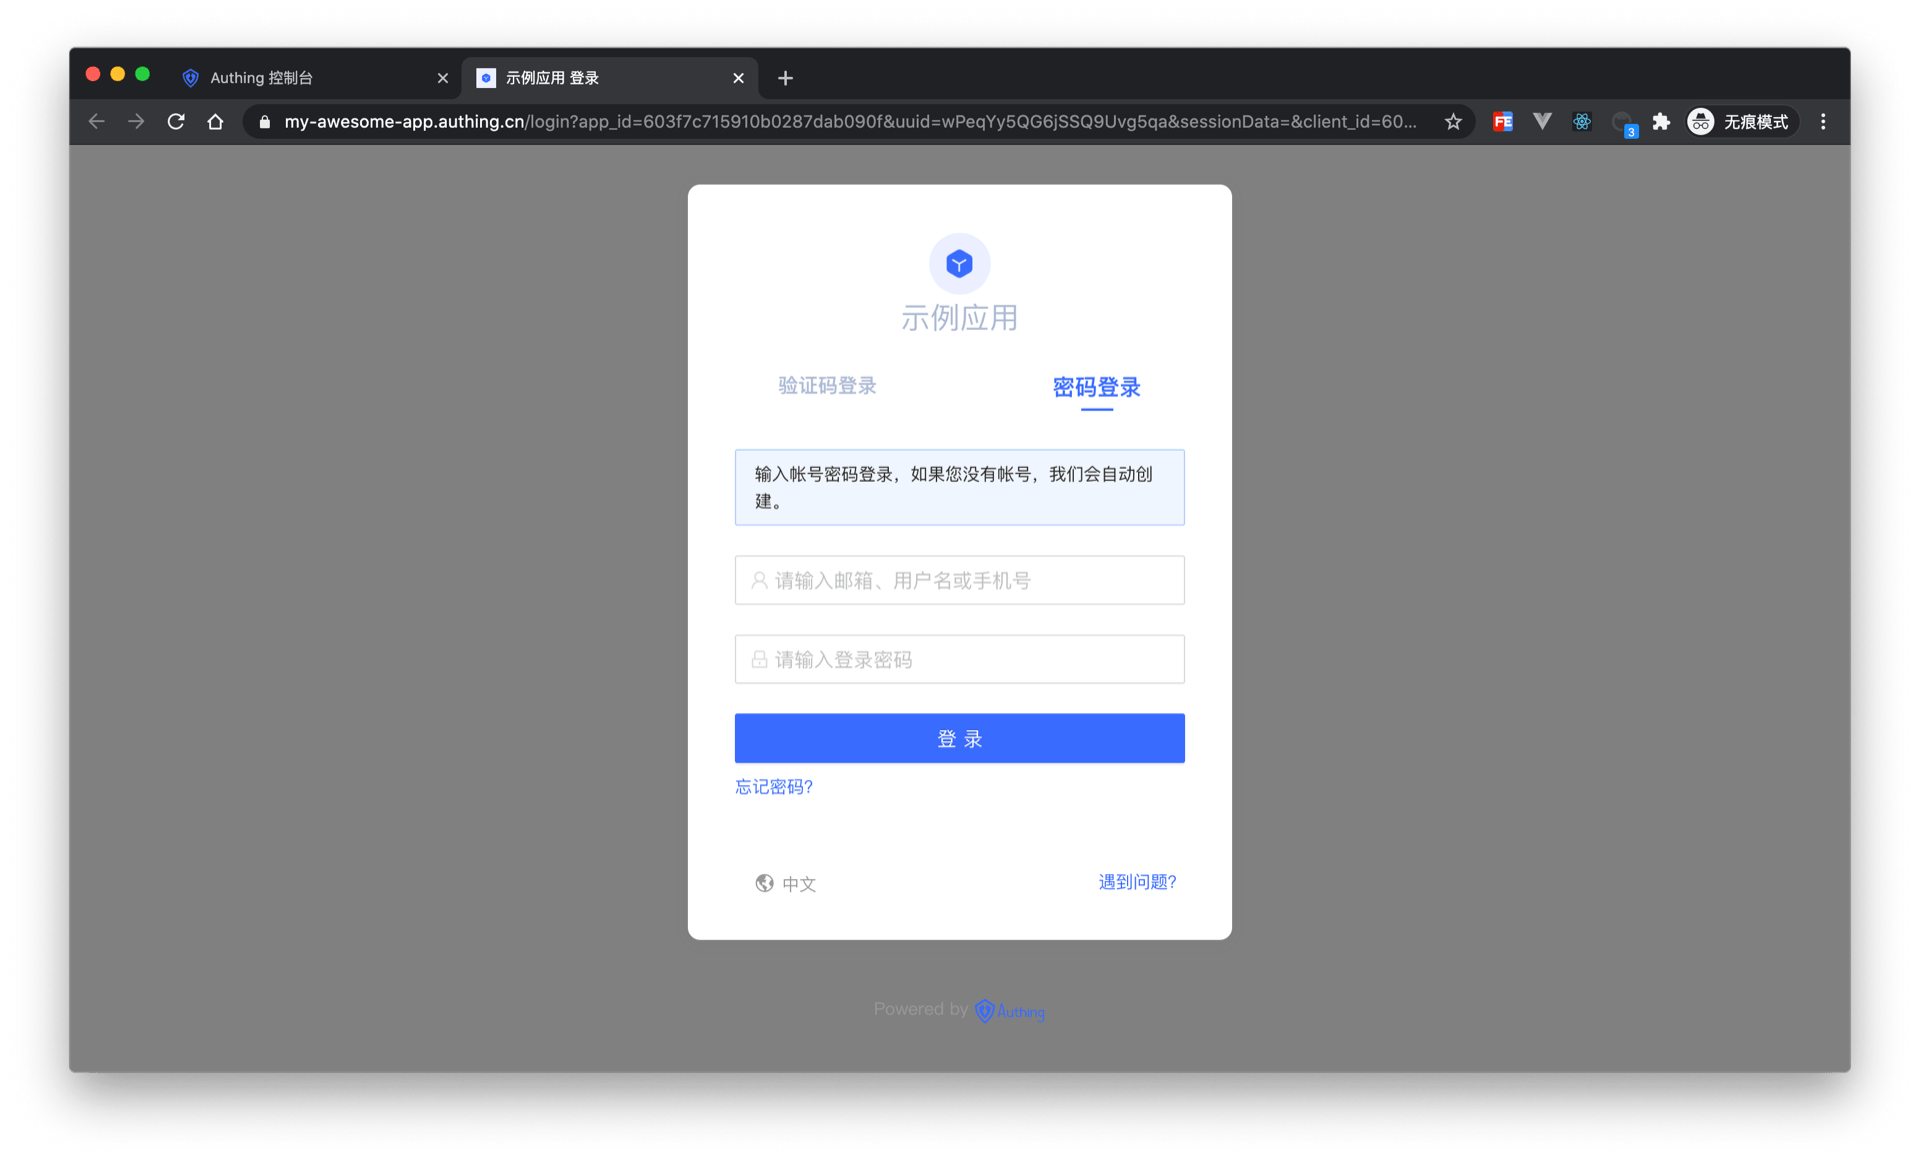 Authing 控制台
示例应用 登录
my-awesome-app.authing.cn/login?app_id=603f7c715910b0287dab090f&uuid=wPeqYy5QG6jSSQ9Uvg5qa&sessionData=&client_id=60...
FE
3
无痕模式
示例应用
验证码登录
密码登录
输入帐号密码登录，如果您没有帐号，我们会自动创
建。
请输入邮箱、用户名或手机号
请输入登录密码
登 录
忘记密码?
中文
遇到问题?
Powered by Authing